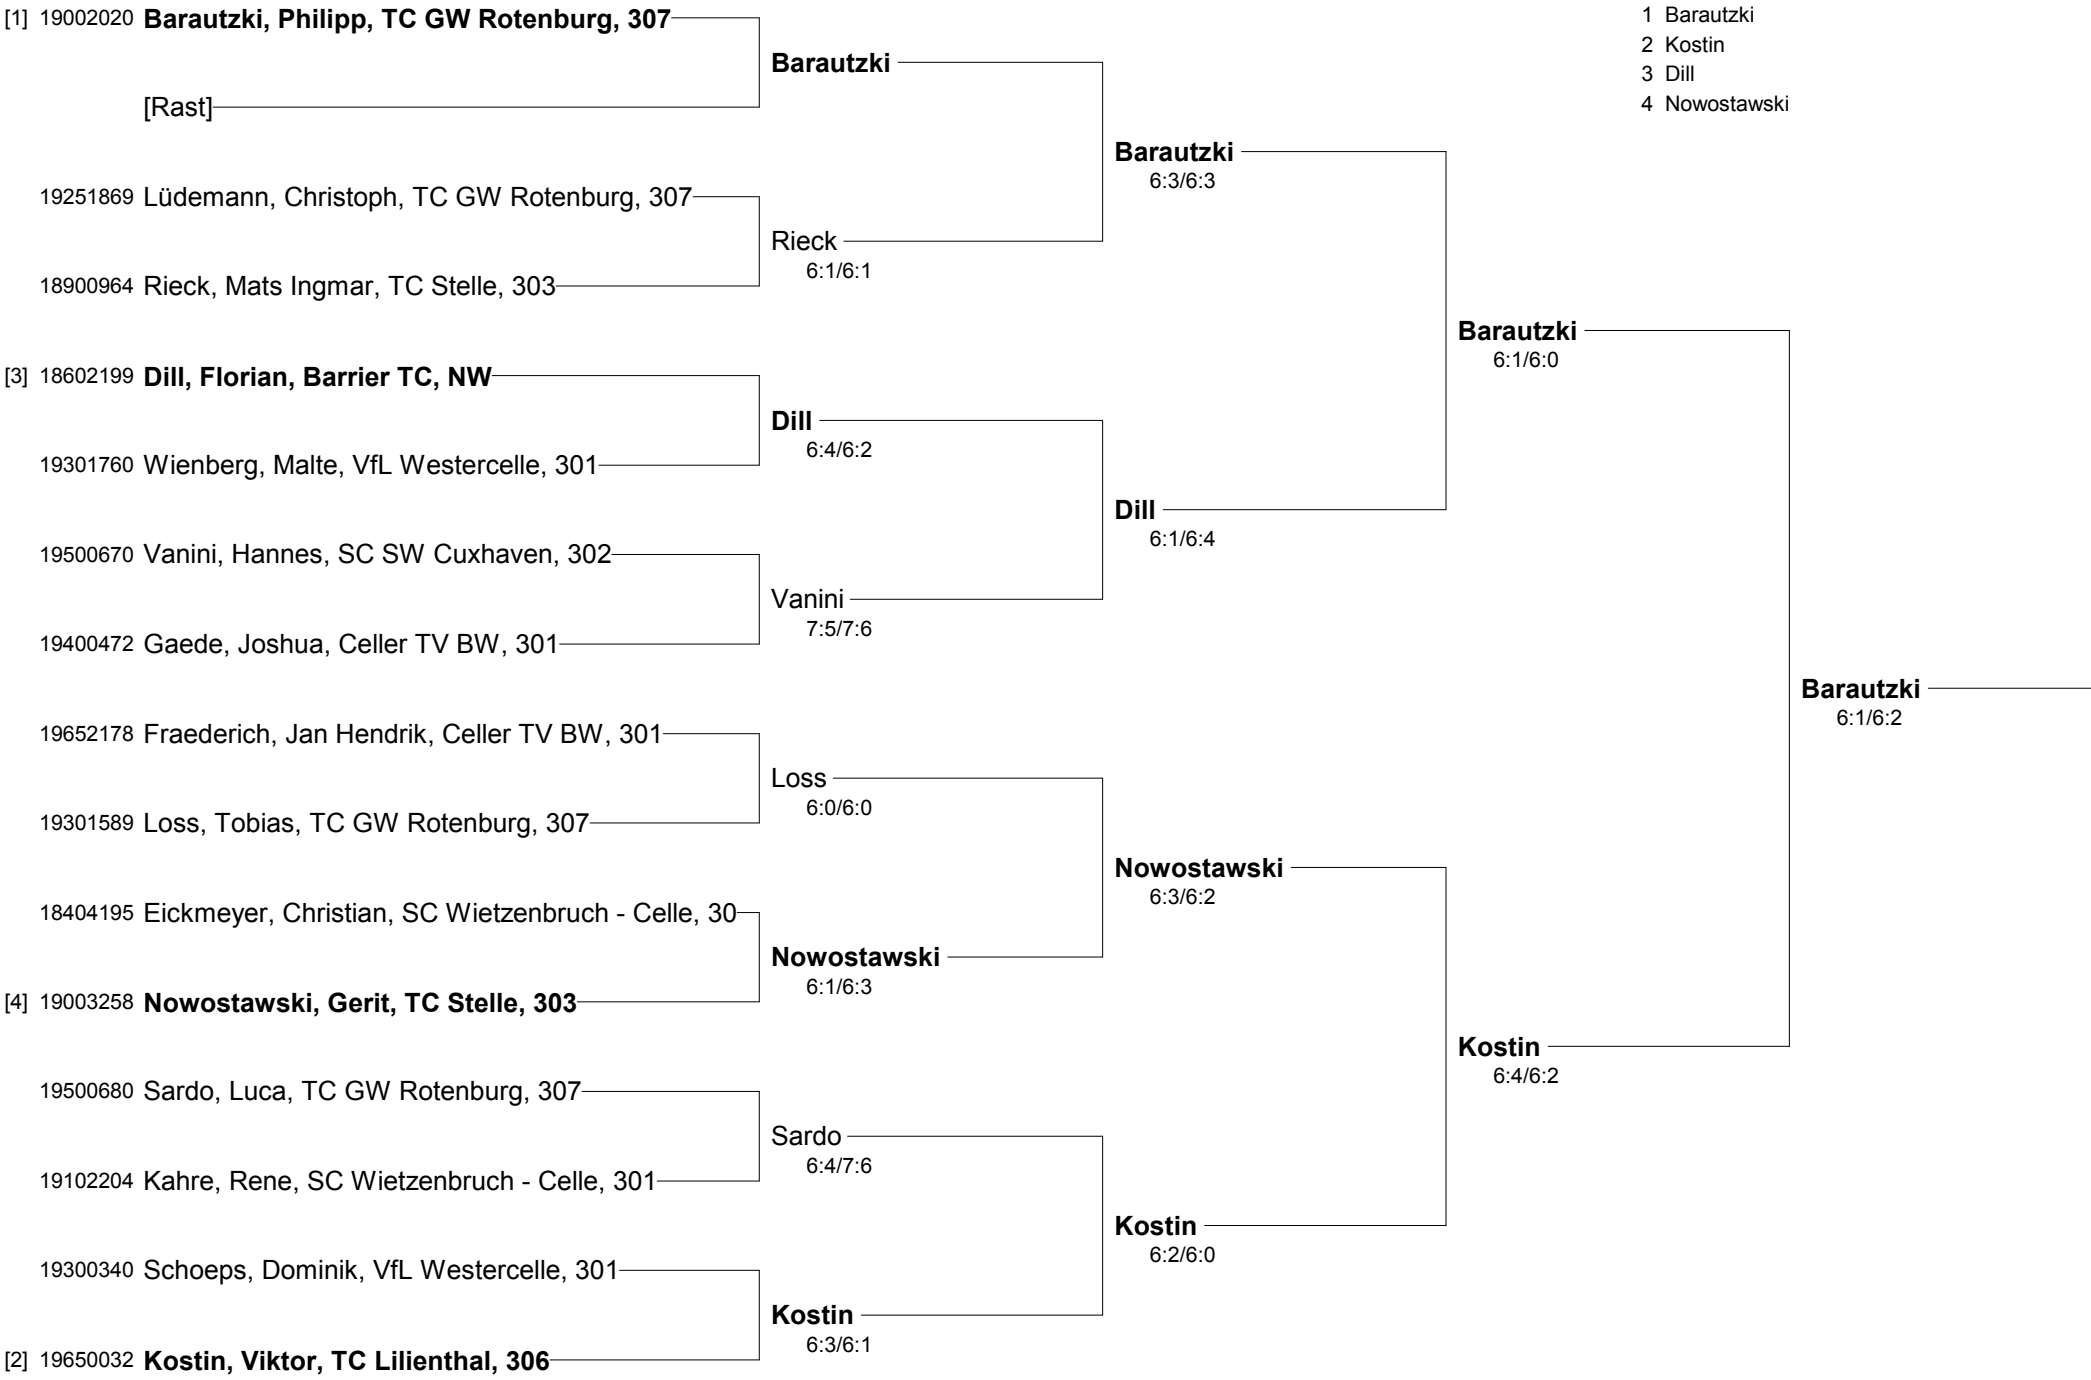 [1] 19002020 Barautzki, Philipp, TC GW Rotenburg, 307
[Rast]
19251869 Lüdemann, Christoph, TC GW Rotenburg, 307
18900964 Rieck, Mats Ingmar, TC Stelle, 303
[3] 18602199 Dill, Florian, Barrier TC, NW
19301760 Wienberg, Malte, VfL Westercelle, 301
19500670 Vanini, Hannes, SC SW Cuxhaven, 302
19400472 Gaede, Joshua, Celler TV BW, 301
19652178 Fraederich, Jan Hendrik, Celler TV BW, 301
19301589 Loss, Tobias, TC GW Rotenburg, 307
18404195 Eickmeyer, Christian, SC Wietzenbruch - Celle, 30
[4] 19003258 Nowostawski, Gerit, TC Stelle, 303
19500680 Sardo, Luca, TC GW Rotenburg, 307
19102204 Kahre, Rene, SC Wietzenbruch - Celle, 301
19300340 Schoeps, Dominik, VfL Westercelle, 301
[2] 19650032 Kostin, Viktor, TC Lilienthal, 306
Barautzki
Rieck
6:1/6:1
Dill
6:4/6:2
Vanini
7:5/7:6
Loss
6:0/6:0
Nowostawski
6:1/6:3
Sardo
6:4/7:6
Kostin
6:3/6:1
Barautzki
6:3/6:3
Dill
6:1/6:4
Nowostawski
6:3/6:2
Kostin
6:2/6:0
Barautzki
6:1/6:0
Kostin
6:4/6:2
Barautzki
6:1/6:2
1 Barautzki
2 Kostin
3 Dill
4 Nowostawski